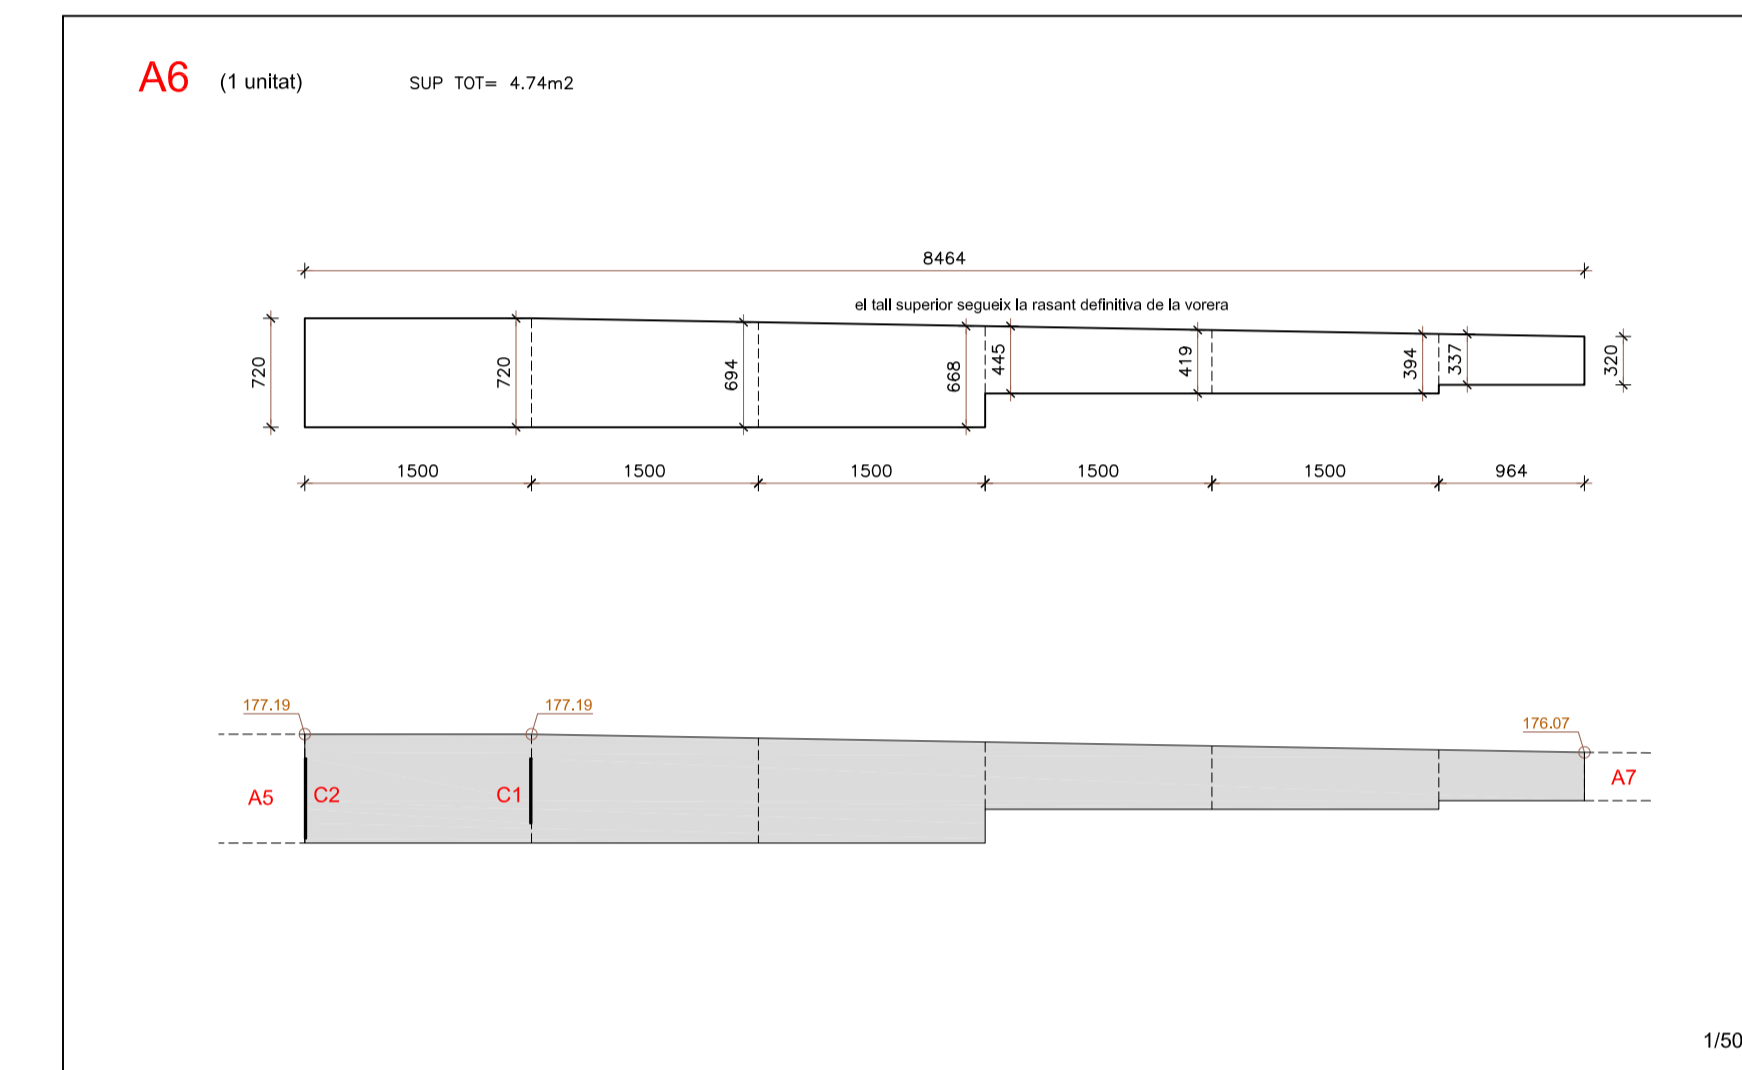 A6 (1 unitat) SUP TOT= 4.74m2
8464
el tall superior segueix la rasant definitiva de la vorera
720 720 694 668 445 419 394 337 320
1500 1500 1500 1500 1500 964
177.19 177.19 176.07
A5 C2 C1 A7
1/50